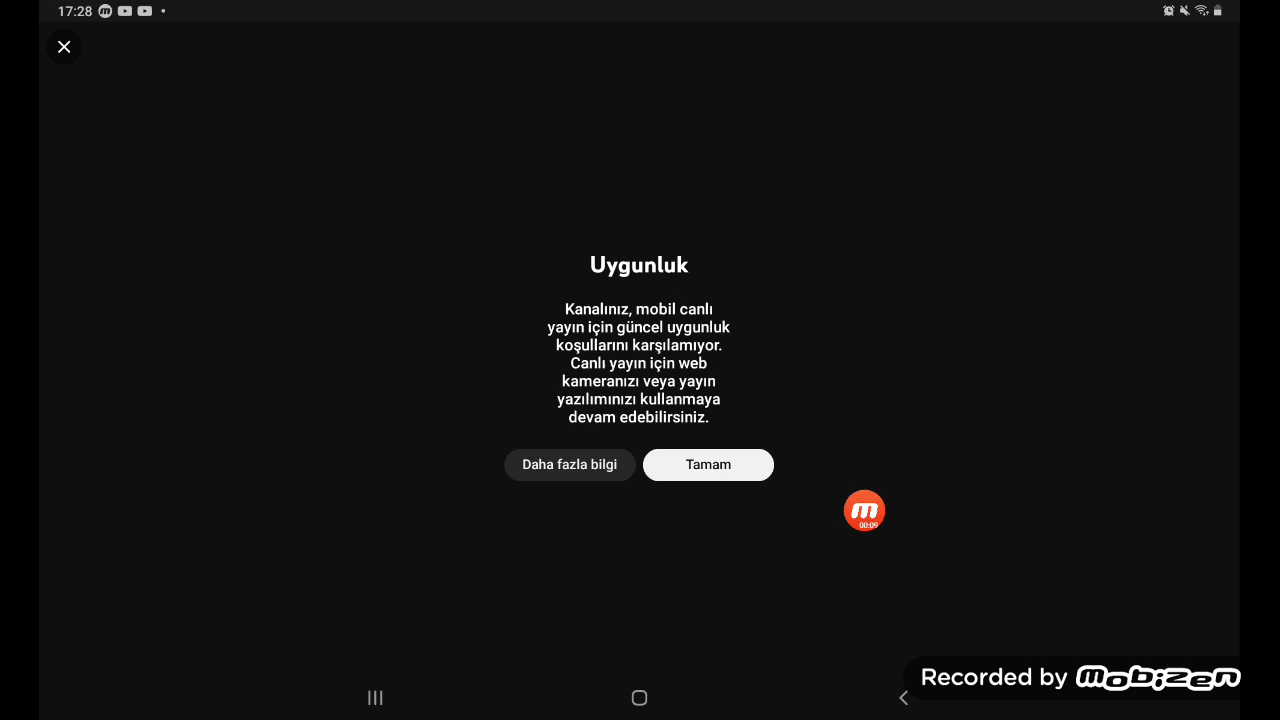 17:28
Uygunluk
Kanalınız, mobil canlı
yayın için güncel uygunluk
koşullarını karşılamıyor.
Canlı yayın için web
kameranızı veya yayın
yazılımınızı kullanmaya
devam edebilirsiniz.
Daha fazla bilgi
Tamam
m
00:09
Recorded by mobizen